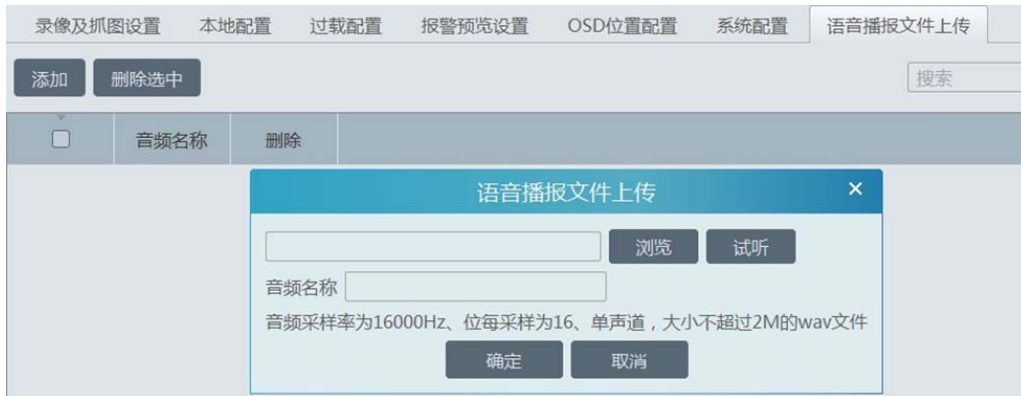 录像及抓图设置 本地配置 过载配置 报警预览设置 OSD位置配置 系统配置 语音播报文件上传
添加 删除选中 搜索
音频名称 删除
语音播报文件上传 ×
浏览 试听
音频名称
音频采样率为16000Hz、位每采样为16、单声道，大小不超过2M的wav文件
确定 取消